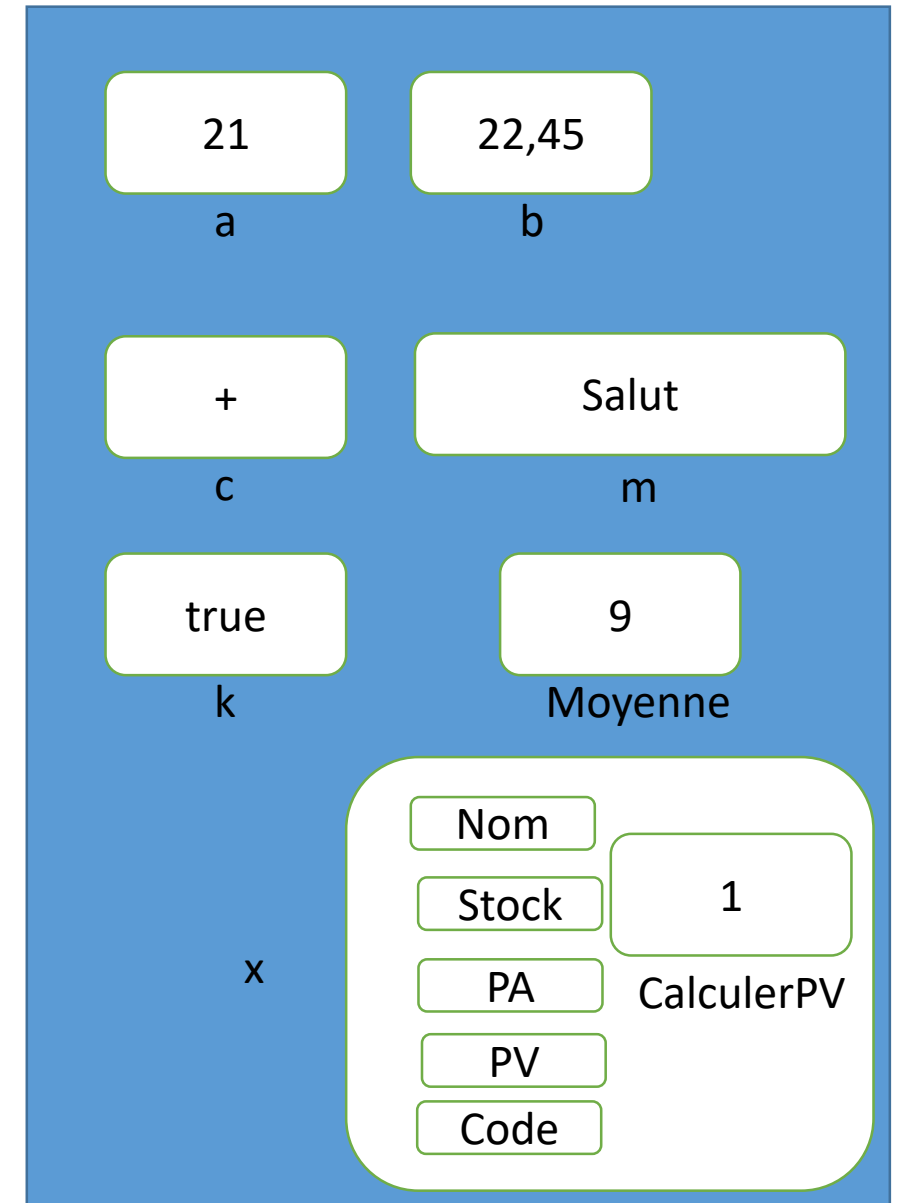 21 22,45
a b
+ Salut
c m
true 9
k Moyenne
Nom
Stock 1
x PA CalculerPV
PV
Code